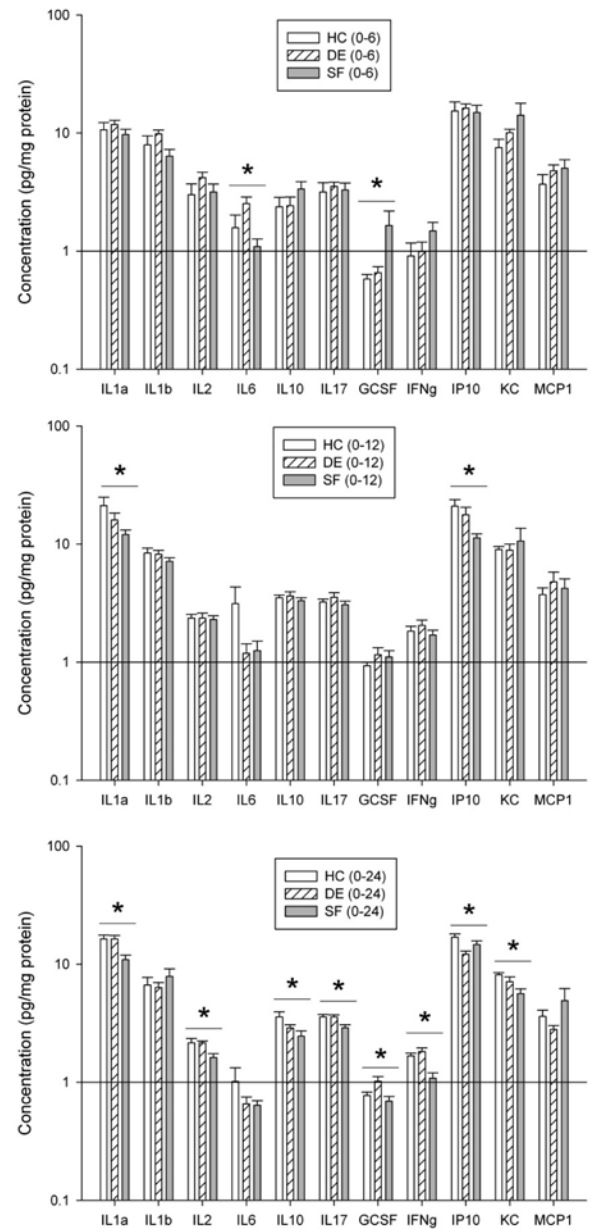 100
HC (0-6)
DE (0-6)
SF (0-6)
10
1
0.1
Concentration (pg/mg protein)
*
*
IL1a IL1b IL2 IL6 IL10 IL17 GCSF IFNg IP10 KC MCP1
100
HC (0-12)
DE (0-12)
SF (0-12)
10
1
0.1
Concentration (pg/mg protein)
*
*
IL1a IL1b IL2 IL6 IL10 IL17 GCSF IFNg IP10 KC MCP1
100
HC (0-24)
DE (0-24)
SF (0-24)
10
1
0.1
Concentration (pg/mg protein)
*
*
*
*
*
*
*
*
IL1a IL1b IL2 IL6 IL10 IL17 GCSF IFNg IP10 KC MCP1